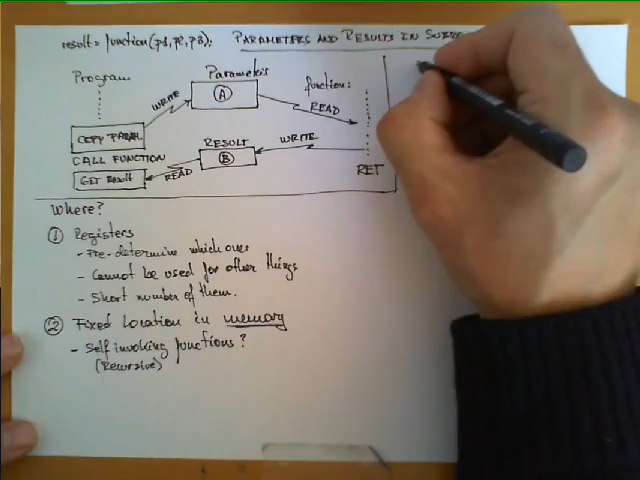 result = function(p1, p2, p3);
PARAMETERS AND RESULTS IN
Program
Parameters
function:
WRITE
A
READ
COPY PARAM
RESULT
WRITE
CALL FUNCTION
B
GET RESULT
READ
RET
Where?
1 Registers
- Pre-determine which ones
- Cannot be used for other things
- Short number of them.
2 Fixed Location in memory
- Self invoking functions?
(Recursive)